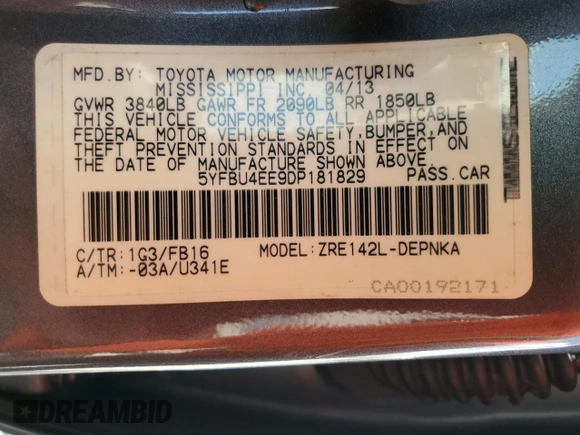 MFD.BY: TOYOTA MOTOR MANUFACTURING
MISSISSIPPI INC. 04/13
GVWR 3840LB GAWR FR 2090LB RR 1850LB
THIS VEHICLE CONFORMS TO ALL APPLICABLE
FEDERAL MOTOR VEHICLE SAFETY,BUMPER,AND
THEFT PREVENTION STANDARDS IN EFFECT ON
THE DATE OF MANUFACTURE SHOWN ABOVE.
5YFBU4EE9DP181829 PASS.CAR
C/TR:1G3/FB16 MODEL:ZRE142L-DEPNKA
A/TM:-03A/U341E
CA00192171
DREAMBID